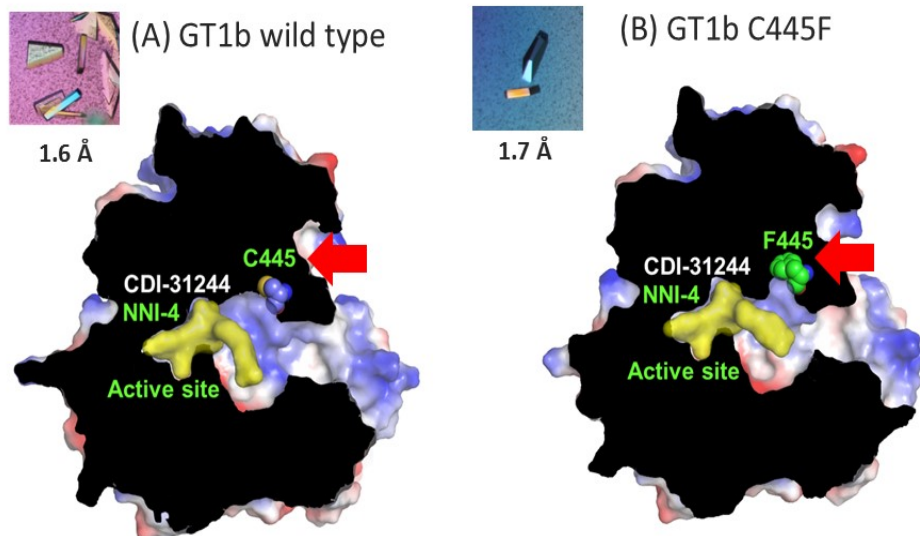 (A) GT1b wild type
1.6 Å
C445
CDI-31244
NNI-4
Active site
(B) GT1b C445F
1.7 Å
F445
CDI-31244
NNI-4
Active site